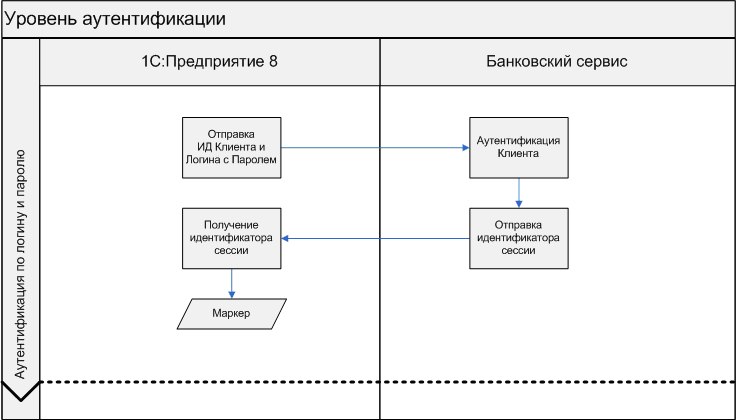 Уровень аутентификации
1С:Предприятие 8
Банковский сервис
Аутентификация по логину и паролю
Отправка
ИД Клиента и
Логина с Паролем
Аутентификация
Клиента
Получение
идентификатора
сессии
Отправка
идентификатора
сессии
Маркер